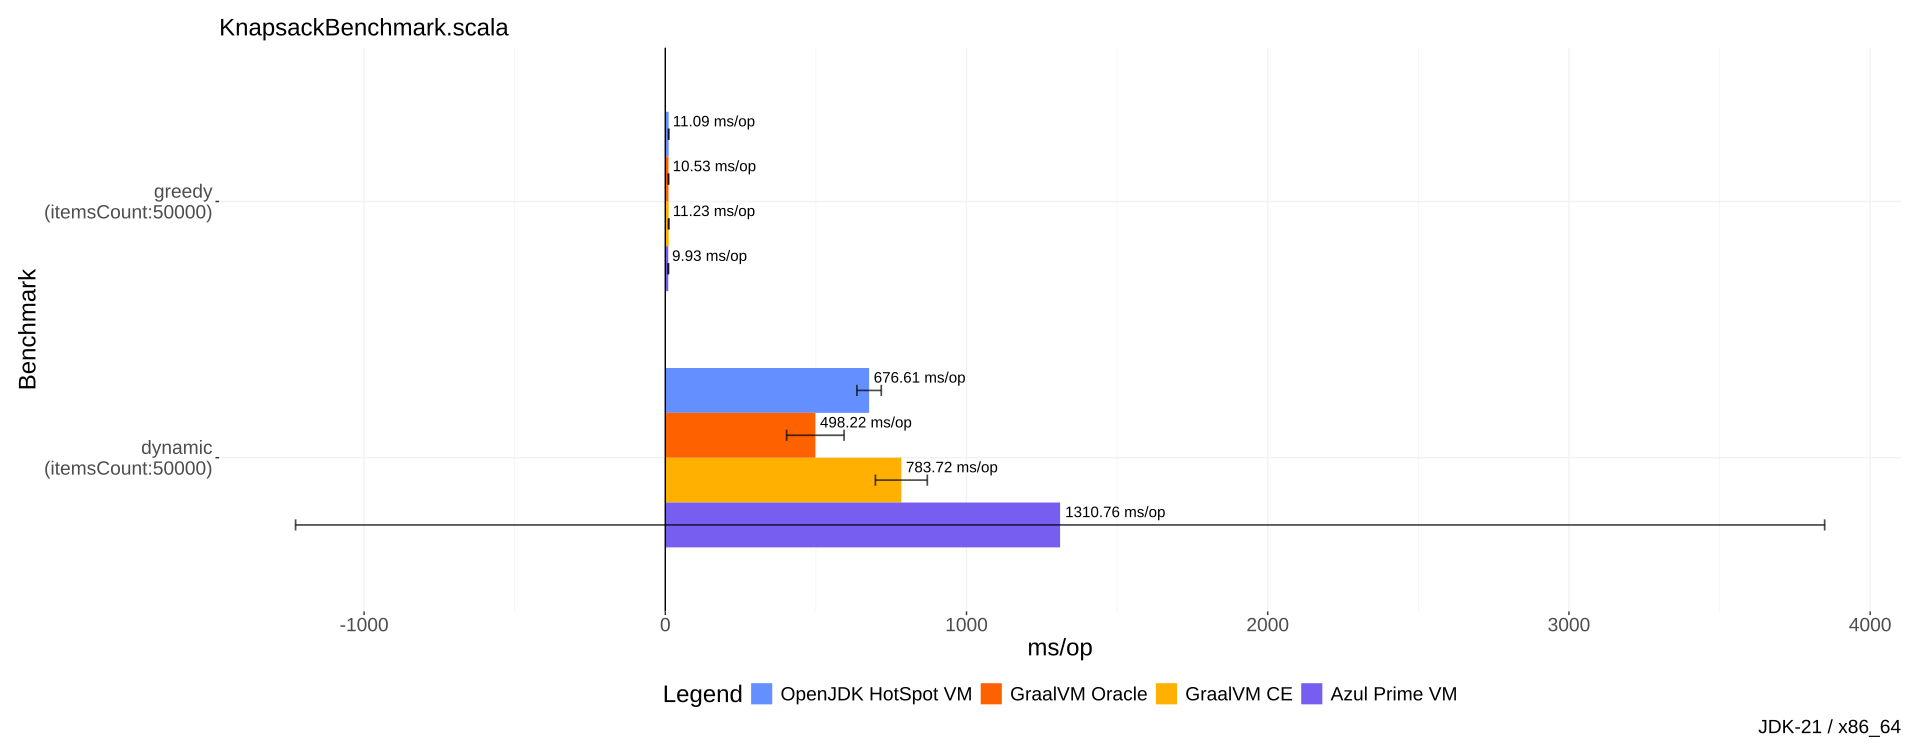 KnapsackBenchmark.scala
Benchmark
greedy
(itemsCount:50000)
11.09 ms/op
10.53 ms/op
11.23 ms/op
9.93 ms/op
dynamic
(itemsCount:50000)
676.61 ms/op
498.22 ms/op
783.72 ms/op
1310.76 ms/op
-1000 0 1000 2000 3000 4000
ms/op
Legend OpenJDK HotSpot VM GraalVM Oracle GraalVM CE Azul Prime VM
JDK-21 / x86_64